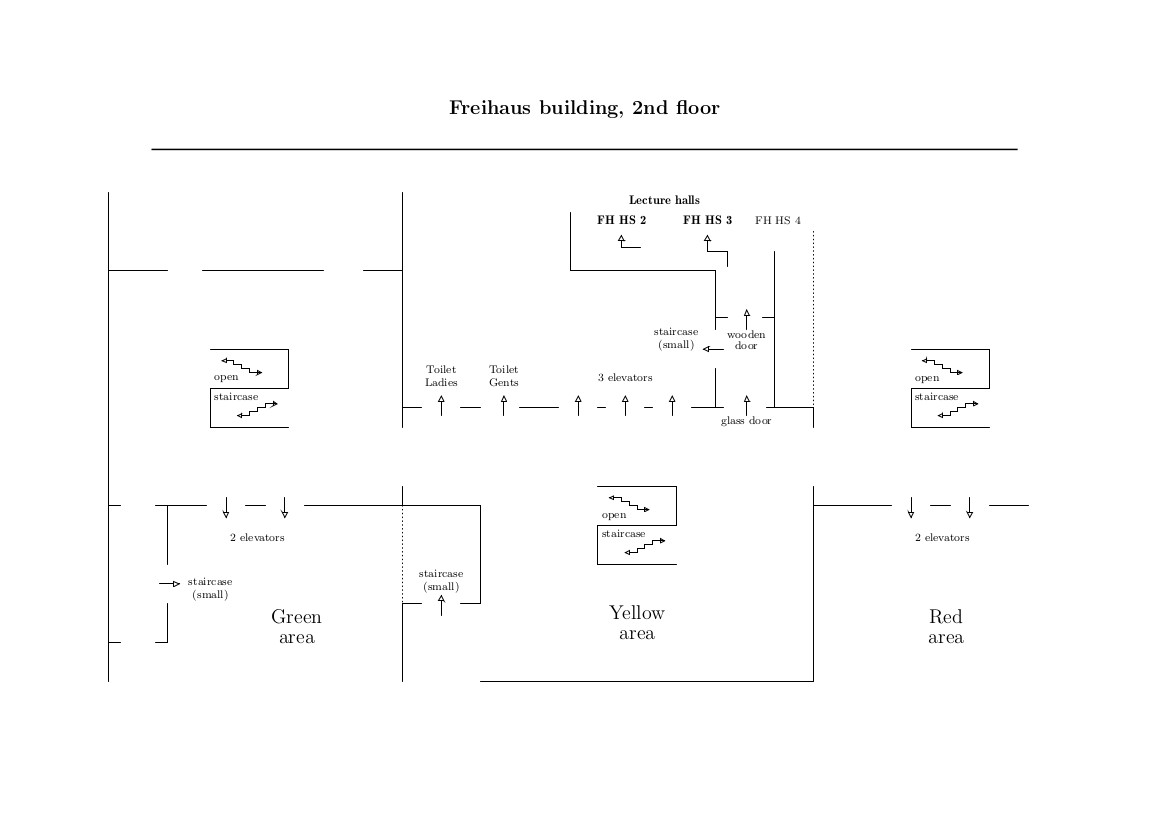 Freihaus building, 2nd floor
Lecture halls
FH HS 2 FH HS 3 FH HS 4
staircase
(small)
wooden
door
Toilet
Ladies
Toilet
Gents
3 elevators
glass door
open
staircase
open
staircase
open
staircase
2 elevators
2 elevators
staircase
(small)
staircase
(small)
Green
area
Yellow
area
Red
area